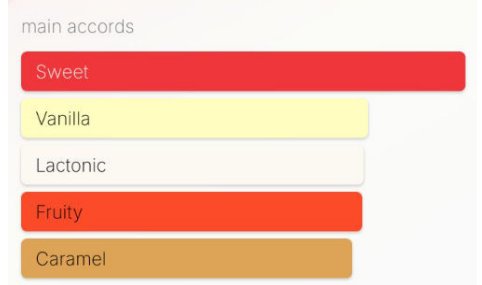 main accords
Sweet
Vanilla
Lactonic
Fruity
Caramel